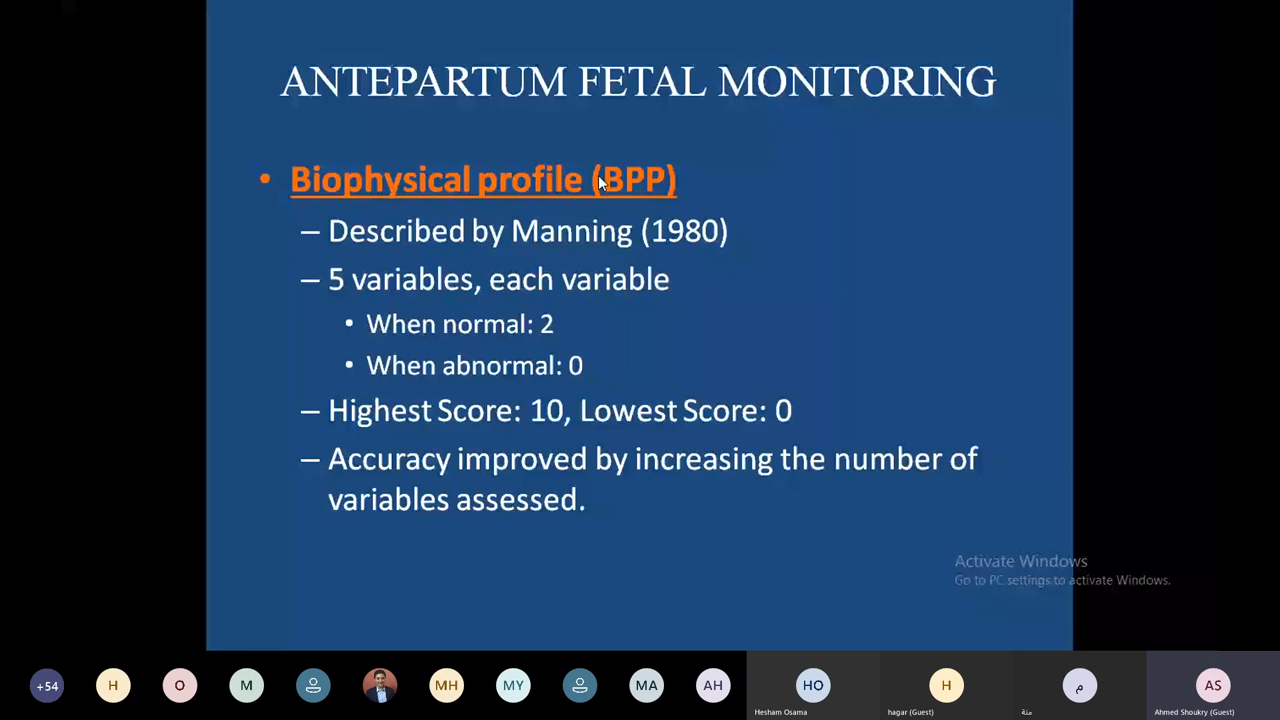 ANTEPARTUM FETAL MONITORING
• Biophysical profile (BPP)
– Described by Manning (1980)
– 5 variables, each variable
• When normal: 2
• When abnormal: 0
– Highest Score: 10, Lowest Score: 0
– Accuracy improved by increasing the number of
variables assessed.
Activate Windows
Go to PC settings to activate Windows.
+54
H
O
M
MH
MY
MA
AH
HO
H
م
AS
Hesham Osama
hagar (Guest)
منة
Ahmed Shoukry (Guest)